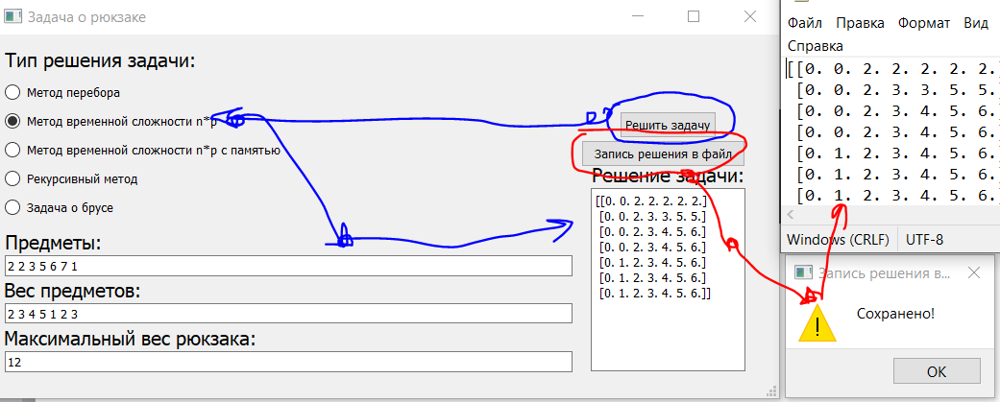 Задача о рюкзаке
Тип решения задачи:
Метод перебора
Метод временной сложности n*p
Метод временной сложности n*p с памятью
Рекурсивный метод
Задача о брусе
Решить задачу
Запись решения в файл
Решение задачи:
[[0. 0. 2. 2. 2. 2. 2.]
[0. 0. 2. 3. 3. 5. 5.]
[0. 0. 2. 3. 4. 5. 6.]
[0. 0. 2. 3. 4. 5. 6.]
[0. 1. 2. 3. 4. 5. 6.]
[0. 1. 2. 3. 4. 5. 6.]
[0. 1. 2. 3. 4. 5. 6.]]
Предметы:
2 2 3 5 6 7 1
Вес предметов:
2 3 4 5 1 2 3
Максимальный вес рюкзака:
12
Файл Правка Формат Вид
Справка
[[0. 0. 2. 2. 2. 2. 2.]
[0. 0. 2. 3. 3. 5. 5.]
[0. 0. 2. 3. 4. 5. 6.]
[0. 0. 2. 3. 4. 5. 6.]
[0. 1. 2. 3. 4. 5. 6.]
[0. 1. 2. 3. 4. 5. 6.]
[0. 1. 2. 3. 4. 5. 6.]
Windows (CRLF) UTF-8
Запись решения в...
Сохранено!
OK